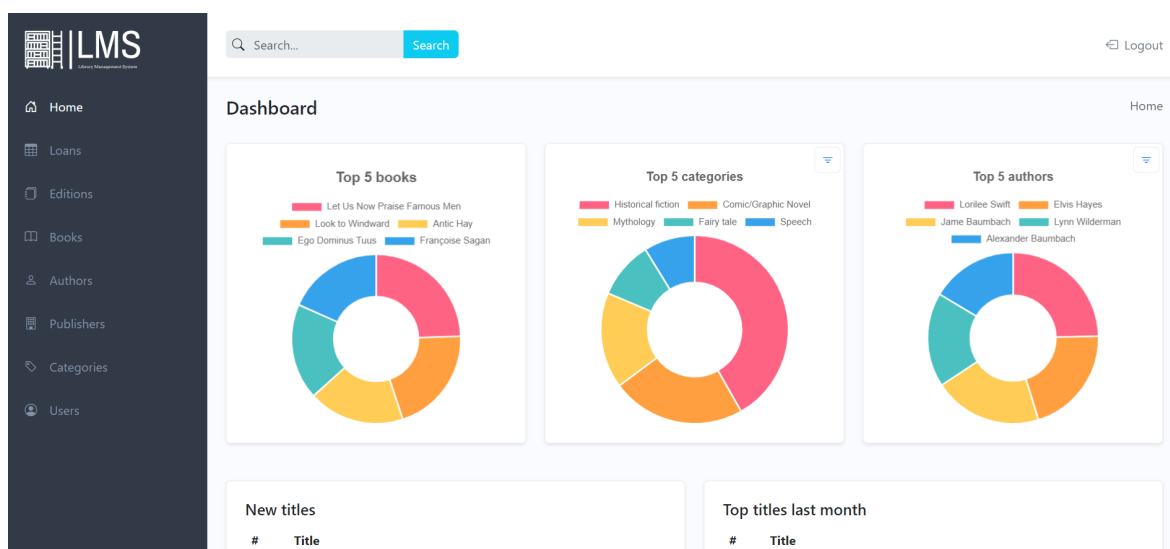 LMS
Library Management System
Search...
Search
Logout
Home
Loans
Editions
Books
Authors
Publishers
Categories
Users
Dashboard
Home
Top 5 books
Let Us Now Praise Famous Men
Look to Windward Antic Hay
Ego Dominus Tuus Françoise Sagan
Top 5 categories
Historical fiction Comic/Graphic Novel
Mythology Fairy tale Speech
Top 5 authors
Lorilee Swift Elvis Hayes
Jame Baumbach Lynn Wilderman
Alexander Baumbach
New titles
# Title
Top titles last month
# Title